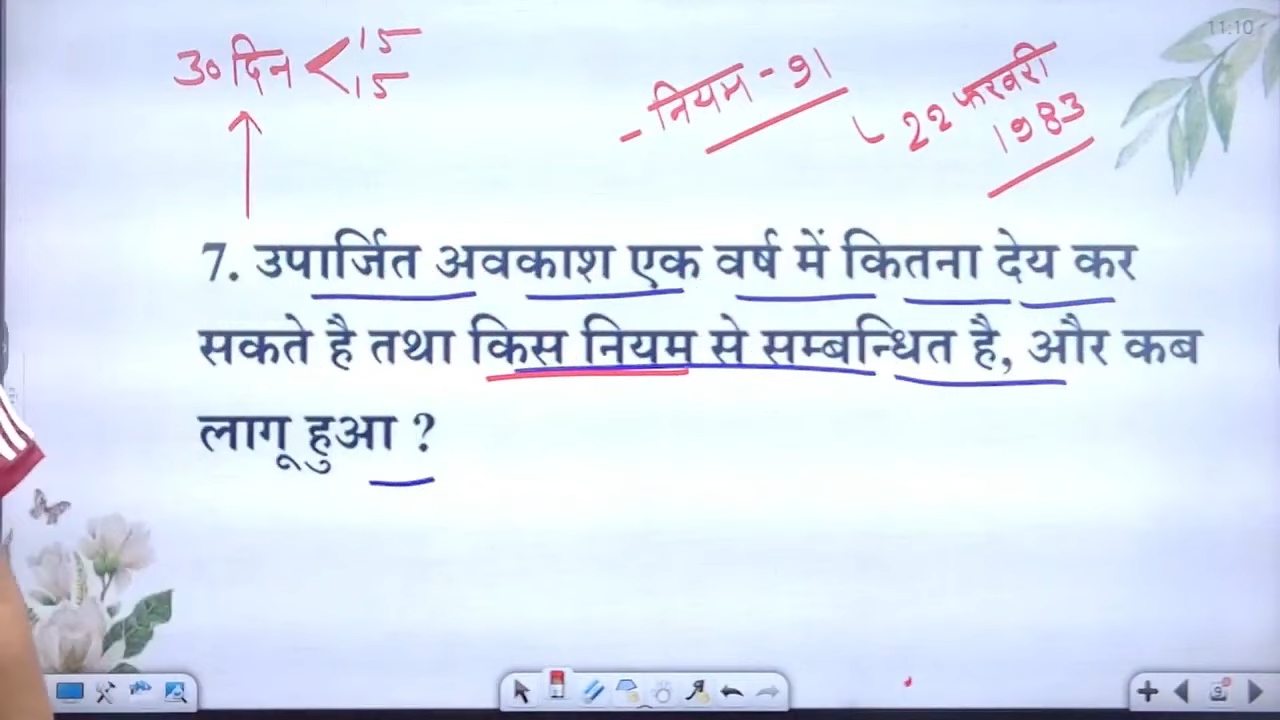 11:10
30 दिन < 15
15
- नियम - 91
↳ 22 फरवरी
1983
7. उपार्जित अवकाश एक वर्ष में कितना देय कर
सकते है तथा किस नियम से सम्बन्धित है, और कब
लागू हुआ ?
9